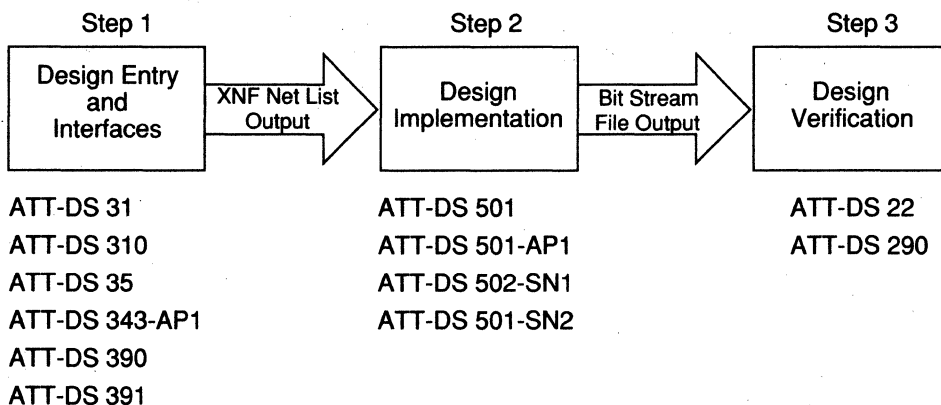 Step 1
Step 2
Step 3
Design Entry
and
Interfaces
XNF Net List
Output
Design
Implementation
Bit Stream
File Output
Design
Verification
ATT-DS 31
ATT-DS 310
ATT-DS 35
ATT-DS 343-AP1
ATT-DS 390
ATT-DS 391
ATT-DS 501
ATT-DS 501-AP1
ATT-DS 502-SN1
ATT-DS 501-SN2
ATT-DS 22
ATT-DS 290